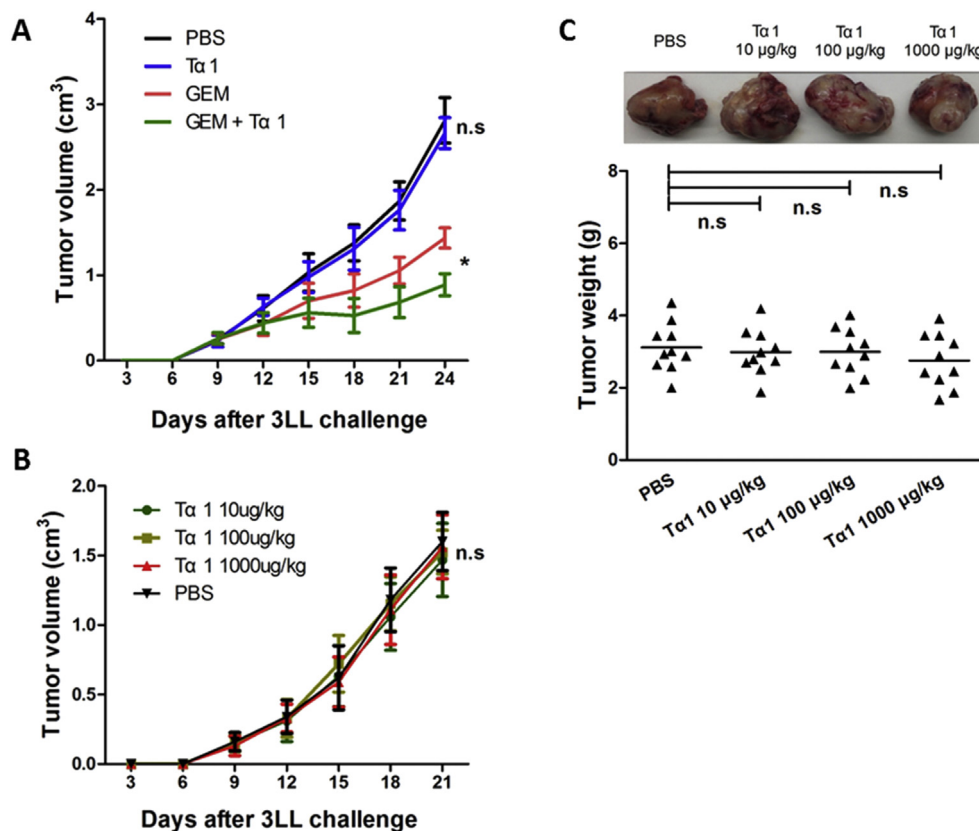 A
PBS
Tα 1
GEM
GEM + Tα 1
n.s
*
Tumor volume (cm³)
4
3
2
1
0
3 6 9 12 15 18 21 24
Days after 3LL challenge
B
Tα 1 10ug/kg
Tα 1 100ug/kg
Tα 1 1000ug/kg
PBS
n.s
Tumor volume (cm³)
2.0
1.5
1.0
0.5
0.0
3 6 9 12 15 18 21
Days after 3LL challenge
C
PBS
Tα 1
10 µg/kg
Tα 1
100 µg/kg
Tα 1
1000 µg/kg
n.s
n.s
n.s
Tumor weight (g)
8
6
4
2
0
PBS
Tα1 10 µg/kg
Tα1 100 µg/kg
Tα1 1000 µg/kg